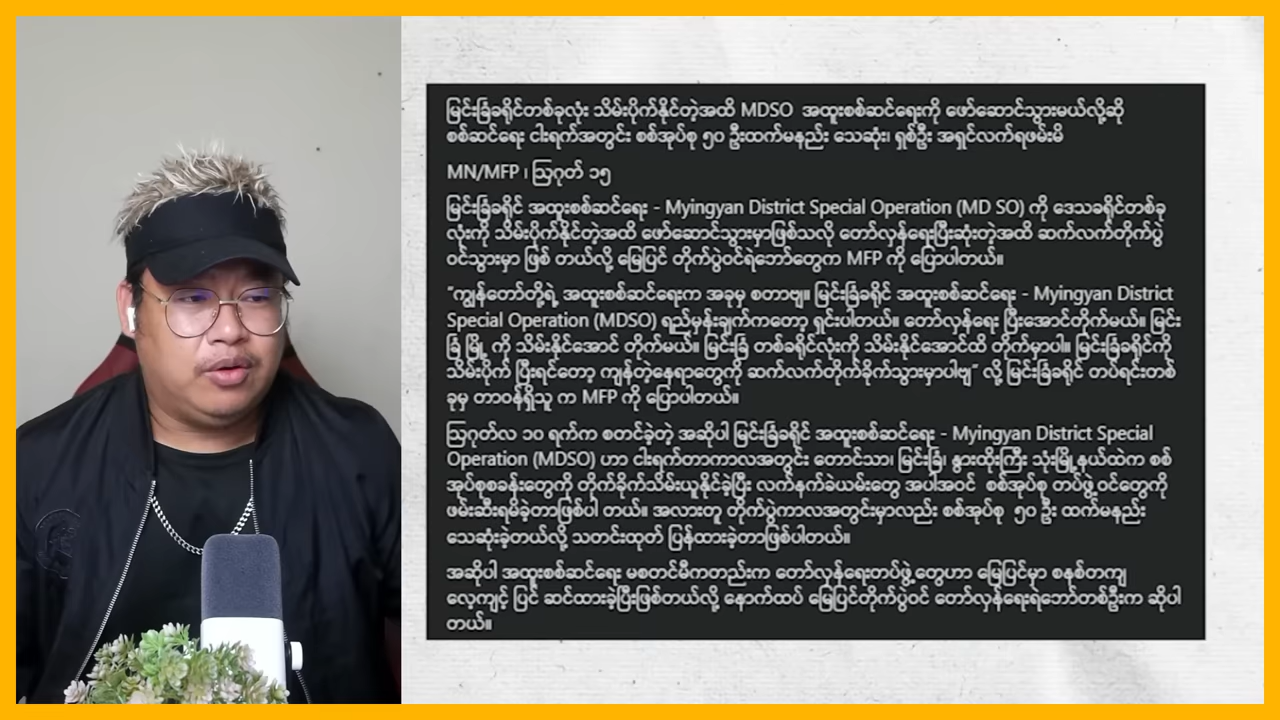 မြင်းခြံခရိုင်တစ်ခုလုံး သိမ်းပိုက်နိုင်တဲ့အထိ MDSO အထူးစစ်ဆင်ရေးကို ဖော်ဆောင်သွားမယ်လို့ဆို
စစ်ဆင်ရေး ငါးရက်အတွင်း စစ်အုပ်စု ၅၀ ဦးထက်မနည်း သေဆုံး၊ ရှစ်ဦး အရှင်လက်ရဖမ်းမိ
MN/MFP ၊ ဩဂုတ် ၁၅
မြင်းခြံခရိုင် အထူးစစ်ဆင်ရေး - Myingyan District Special Operation (MD SO) ကို ဒေသခရိုင်တစ်ခု
လုံးကို သိမ်းပိုက်နိုင်တဲ့အထိ ဖော်ဆောင်သွားမှာဖြစ်သလို တော်လှန်ရေးပြီးဆုံးတဲ့အထိ ဆက်လက်တိုက်ပွဲ
ဝင်သွားမှာ ဖြစ် တယ်လို့ မြေပြင် တိုက်ပွဲဝင်ရဲဘော်တွေက MFP ကို ပြောပါတယ်။
“ကျွန်တော်တို့ရဲ့ အထူးစစ်ဆင်ရေးက အခုမှ စတာဗျ။ မြင်းခြံခရိုင် အထူးစစ်ဆင်ရေး - Myingyan District
Special Operation (MDSO) ရည်မှန်းချက်ကတော့ ရှင်းပါတယ်။ တော်လှန်ရေး ပြီးအောင်တိုက်မယ်။ မြင်း
ခြံ မြို့ ကို သိမ်းနိုင်အောင် တိုက်မယ်။ မြင်းခြံ တစ်ခရိုင်လုံးကို သိမ်းနိုင်အောင်ထိ တိုက်မှာပါ။ မြင်းခြံခရိုင်ကို
သိမ်းပိုက် ပြီးရင်တော့ ကျန်တဲ့နေရာတွေကို ဆက်လက်တိုက်ခိုက်သွားမှာပါဗျ” လို့ မြင်းခြံခရိုင် တပ်ရင်းတစ်
ခုမှ တာဝန်ရှိသူ က MFP ကို ပြောပါတယ်။
ဩဂုတ်လ ၁၀ ရက်က စတင်ခဲ့တဲ့ အဆိုပါ မြင်းခြံခရိုင် အထူးစစ်ဆင်ရေး - Myingyan District Special
Operation (MDSO) ဟာ ငါးရက်တာကာလအတွင်း တောင်သာ၊ မြင်းခြံ၊ နွားထိုးကြီး သုံးမြို့နယ်ထဲက စစ်
အုပ်စုစခန်းတွေကို တိုက်ခိုက်သိမ်းယူနိုင်ခဲ့ပြီး လက်နက်ခဲယမ်းတွေ အပါအဝင် စစ်အုပ်စု တပ်ဖွဲ့ဝင်တွေကို
ဖမ်းဆီးရမိခဲ့တာဖြစ်ပါ တယ်။ အလားတူ တိုက်ပွဲကာလအတွင်းမှာလည်း စစ်အုပ်စု ၅၀ ဦး ထက်မနည်း
သေဆုံးခဲ့တယ်လို့ သတင်းထုတ် ပြန်ထားခဲ့တာဖြစ်ပါတယ်။
အဆိုပါ အထူးစစ်ဆင်ရေး မစတင်မီကတည်းက တော်လှန်ရေးတပ်ဖွဲ့တွေဟာ မြေပြင်မှာ စနစ်တကျ
လေ့ကျင့် ပြင် ဆင်ထားခဲ့ပြီးဖြစ်တယ်လို့ နောက်ထပ် မြေပြင်တိုက်ပွဲဝင် တော်လှန်ရေးရဲဘော်တစ်ဦးက ဆိုပါ
တယ်။